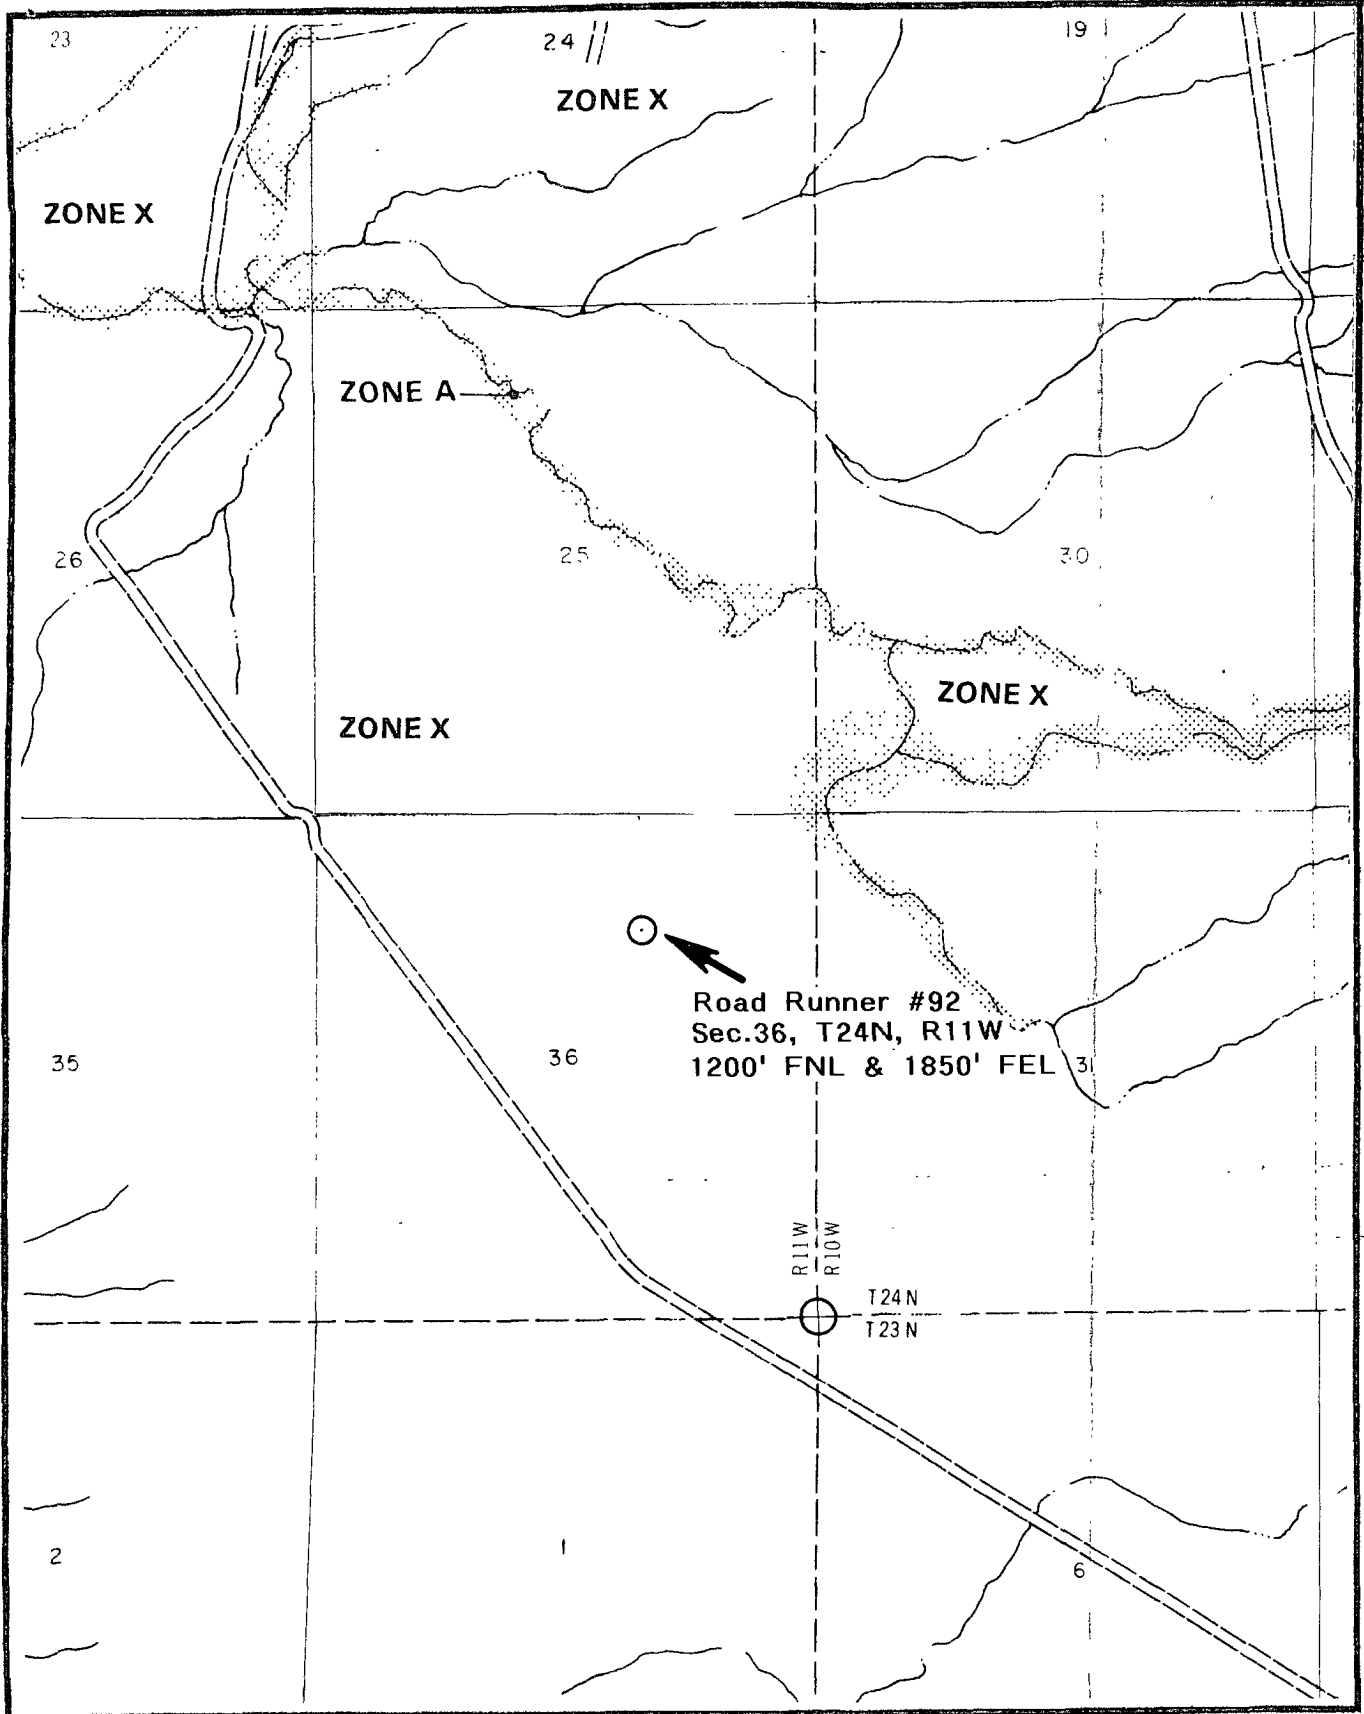 23
24
19
ZONE X
ZONE X
ZONE A
26
25
30
ZONE X
ZONE X
Road Runner #92
Sec.36, T24N, R11W
1200' FNL & 1850' FEL
35
36
31
R11W
R10W
T24N
T23N
2
1
6